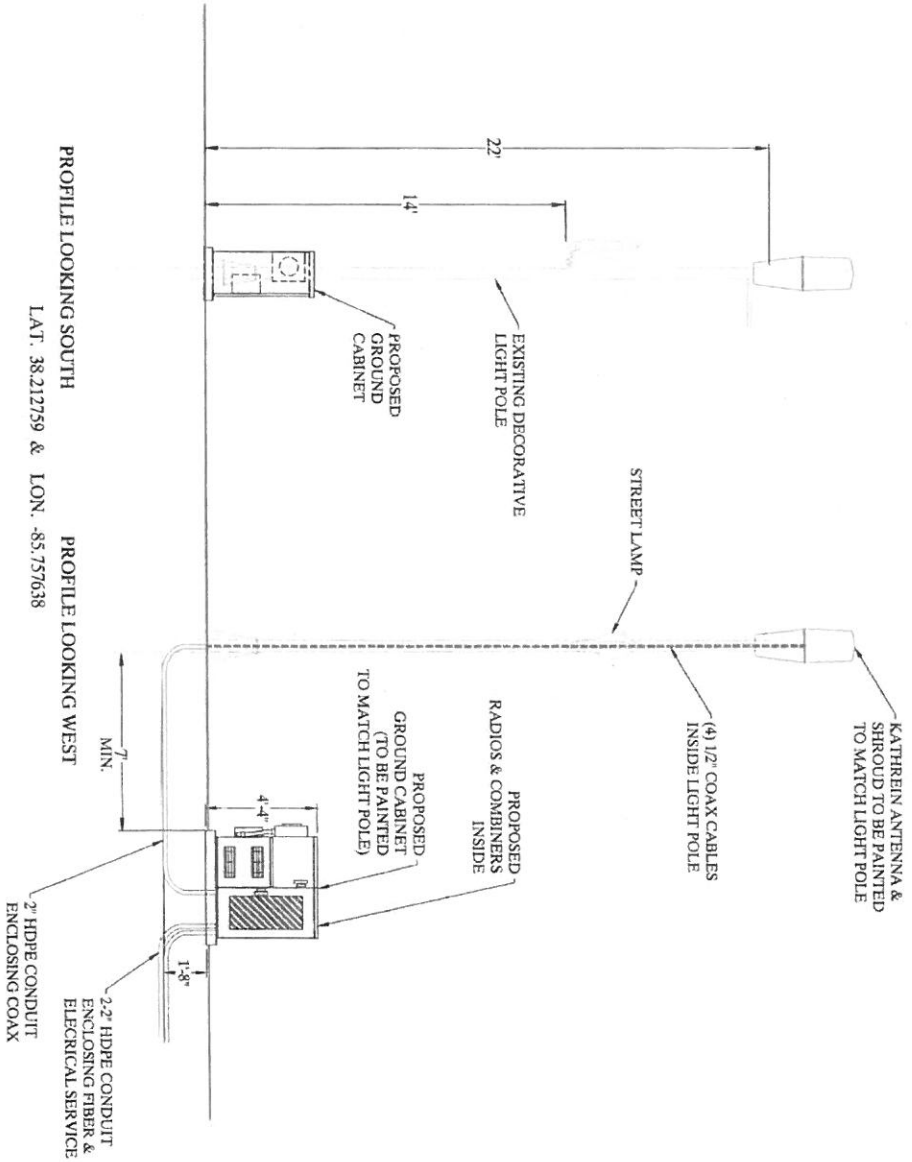 KATHREIN ANTENNA &
SHROUD TO BE PAINTED
TO MATCH LIGHT POLE
(4) 1/2" COAX CABLES
INSIDE LIGHT POLE
STREET LAMP
22'
14'
EXISTING DECORATIVE
LIGHT POLE
PROPOSED
GROUND
CABINET
PROPOSED
RADIOS & COMBINERS
INSIDE
PROPOSED
GROUND CABINET
(TO BE PAINTED
TO MATCH LIGHT POLE)
4'-4"
7'
MIN.
1'-8"
2-2" HDPE CONDUIT
ENCLOSING FIBER &
ELECRICAL SERVICE
2" HDPE CONDUIT
ENCLOSING COAX
PROFILE LOOKING SOUTH
PROFILE LOOKING WEST
LAT. 38.212759 & LON. -85.757638